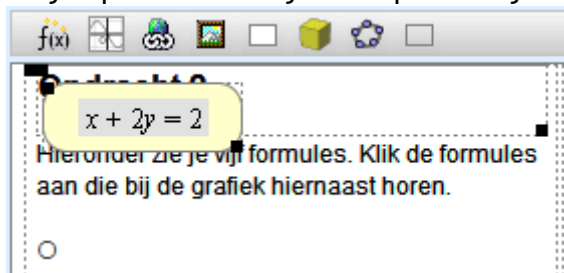 f(x)
x + 2y = 2
Hieronder zie je vijf formules. Klik de formules
aan die bij de grafiek hiernaast horen.